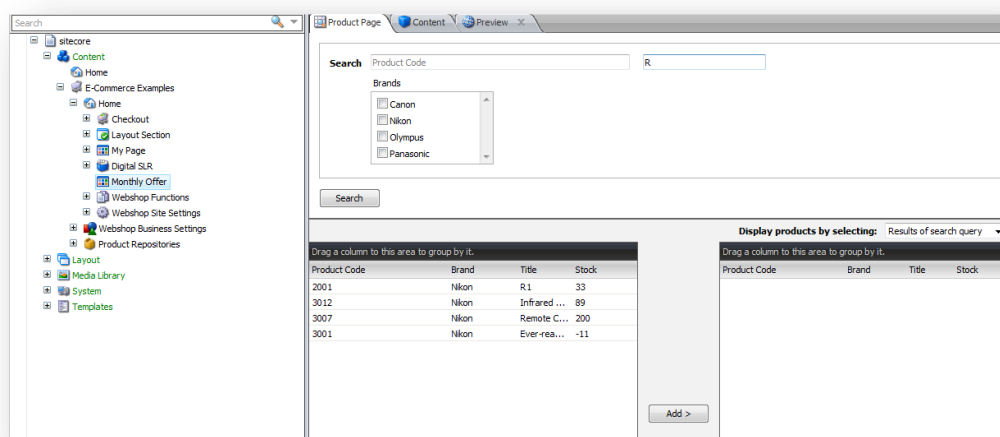 Search
sitecore
Content
Home
E-Commerce Examples
Home
Checkout
Layout Section
My Page
Digital SLR
Monthly Offer
Webshop Functions
Webshop Site Settings
Webshop Business Settings
Product Repositories
Layout
Media Library
System
Templates
Product Page Content Preview X
Search Product Code R
Brands
Canon
Nikon
Olympus
Panasonic
Search
Display products by selecting: Results of search query
Drag a column to this area to group by it.
Product Code Brand Title Stock
2001 Nikon R1 33
3012 Nikon Infrared ... 89
3007 Nikon Remote C... 200
3001 Nikon Ever-rea... -11
Add >
Drag a column to this area to group by it.
Product Code Brand Title Stock